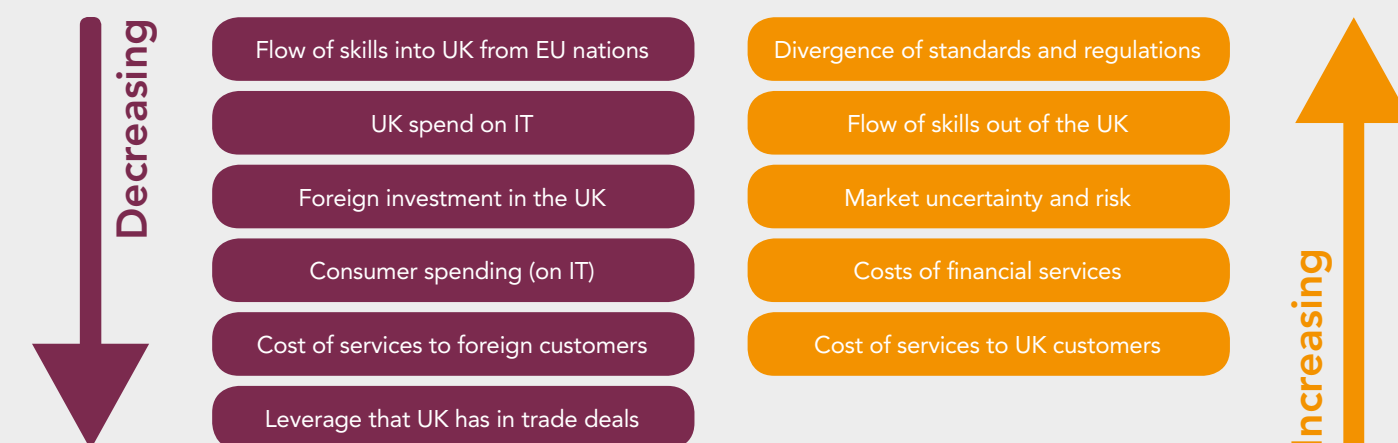 Decreasing
Flow of skills into UK from EU nations
UK spend on IT
Foreign investment in the UK
Consumer spending (on IT)
Cost of services to foreign customers
Leverage that UK has in trade deals
Divergence of standards and regulations
Flow of skills out of the UK
Market uncertainty and risk
Costs of financial services
Cost of services to UK customers
Increasing